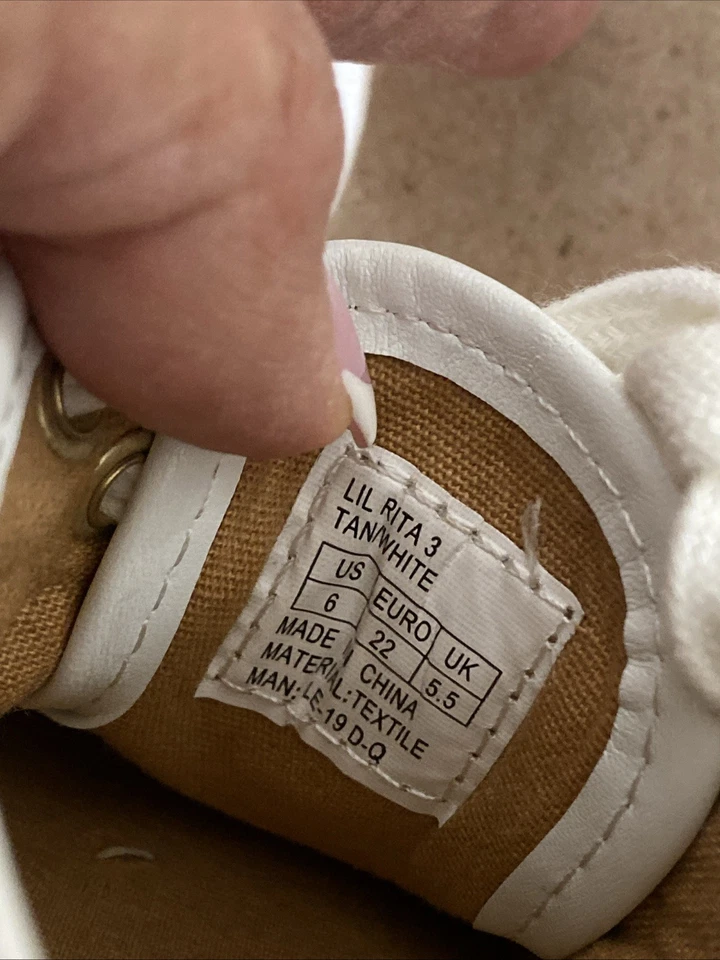 LIL RITA 3
TAN/WHITE
US EURO UK
6 22 5.5
MADE CHINA
MATERIAL:TEXTILE
MAN:LE-19 D-Q